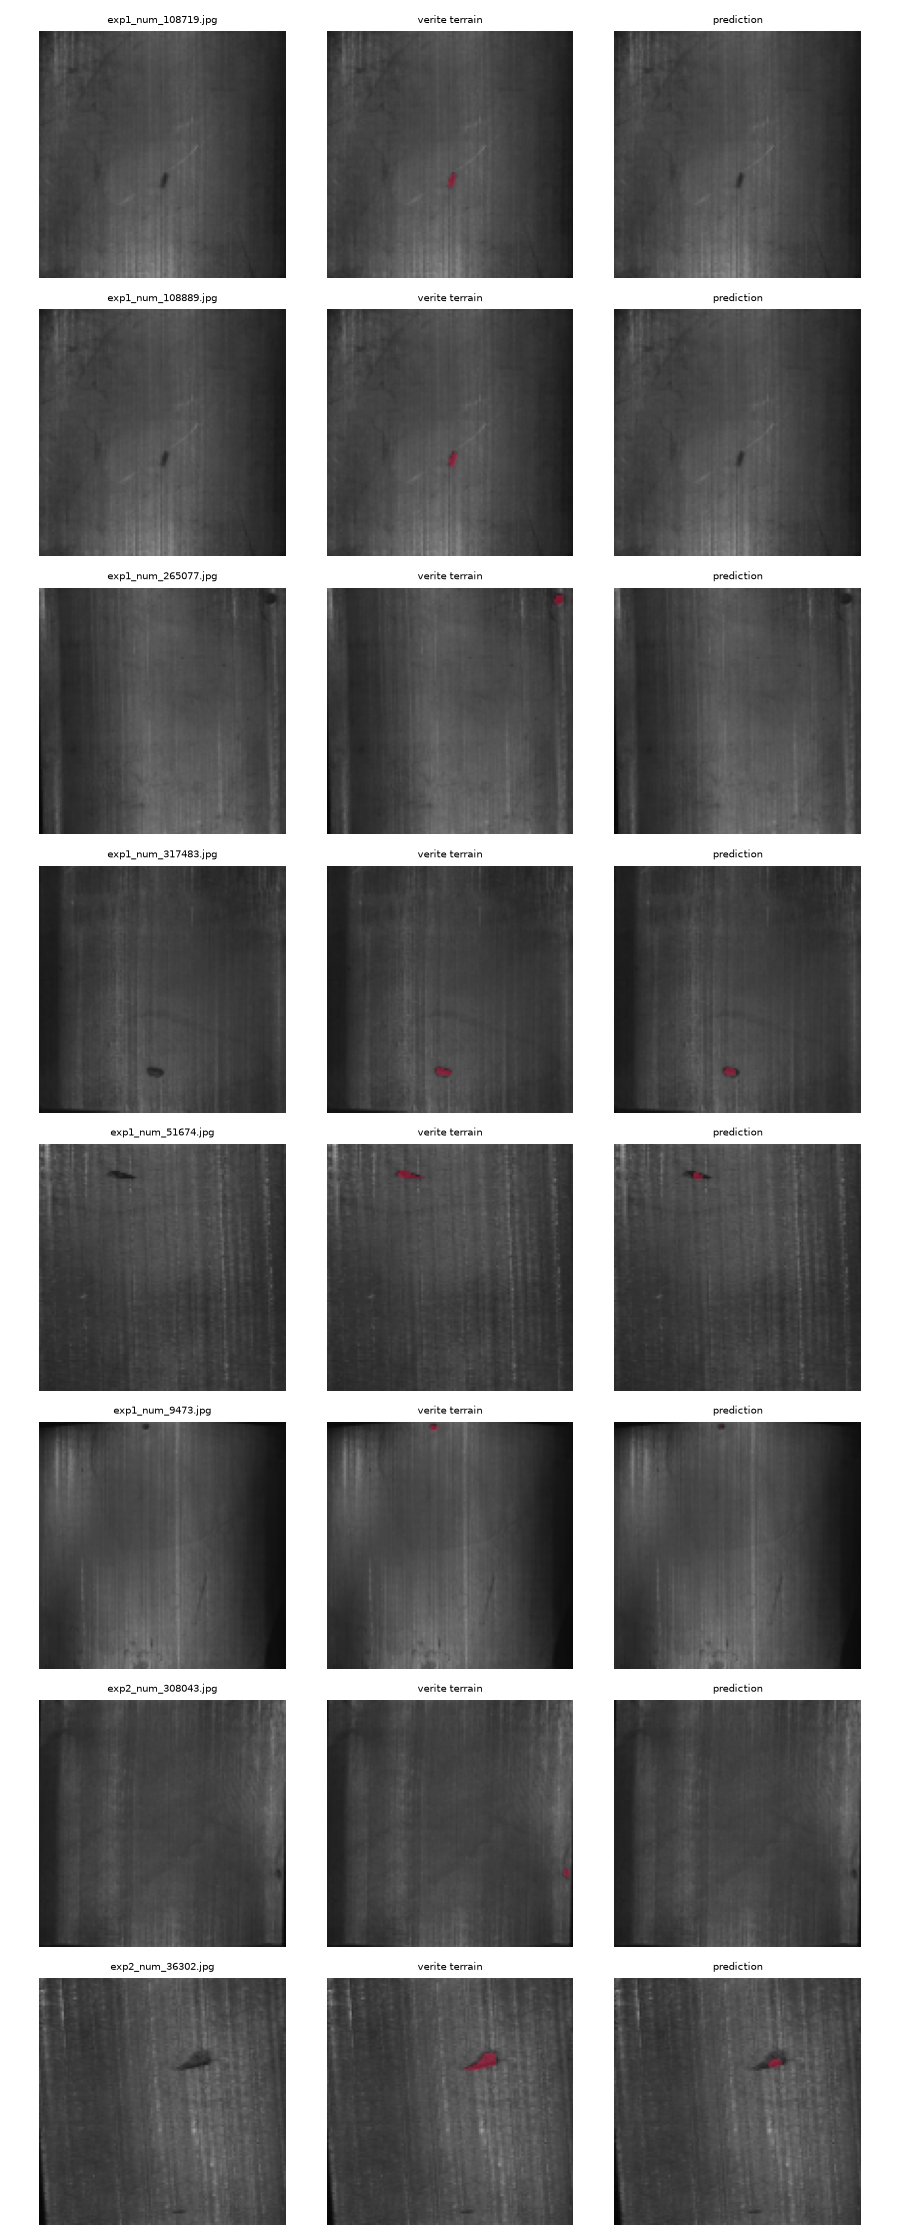 exp1_num_108719.jpg verite terrain prediction
exp1_num_108889.jpg verite terrain prediction
exp1_num_265077.jpg verite terrain prediction
exp1_num_317483.jpg verite terrain prediction
exp1_num_51674.jpg verite terrain prediction
exp1_num_9473.jpg verite terrain prediction
exp2_num_308043.jpg verite terrain prediction
exp2_num_36302.jpg verite terrain prediction